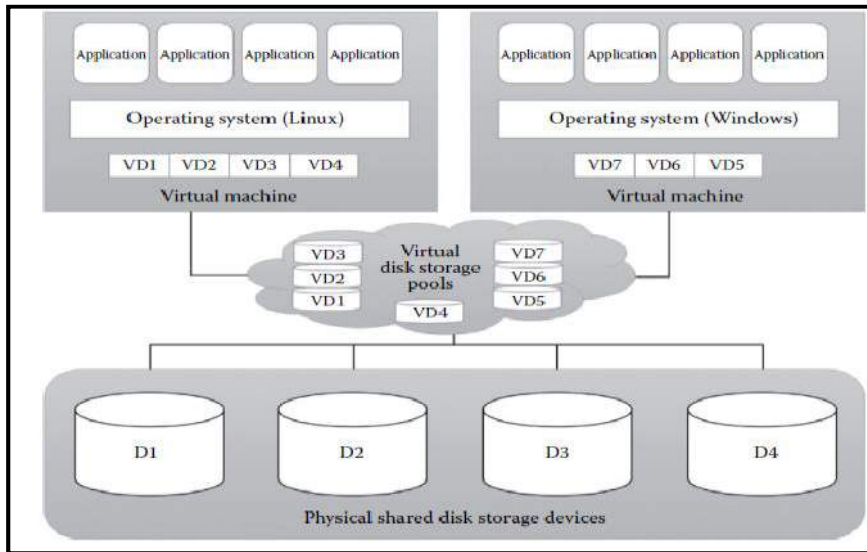 Application Application Application Application
Operating system (Linux)
VD1 VD2 VD3 VD4
Virtual machine
Application Application Application Application
Operating system (Windows)
VD7 VD6 VD5
Virtual machine
VD3
VD2
VD1
Virtual
disk storage
pools
VD4
VD7
VD6
VD5
D1 D2 D3 D4
Physical shared disk storage devices